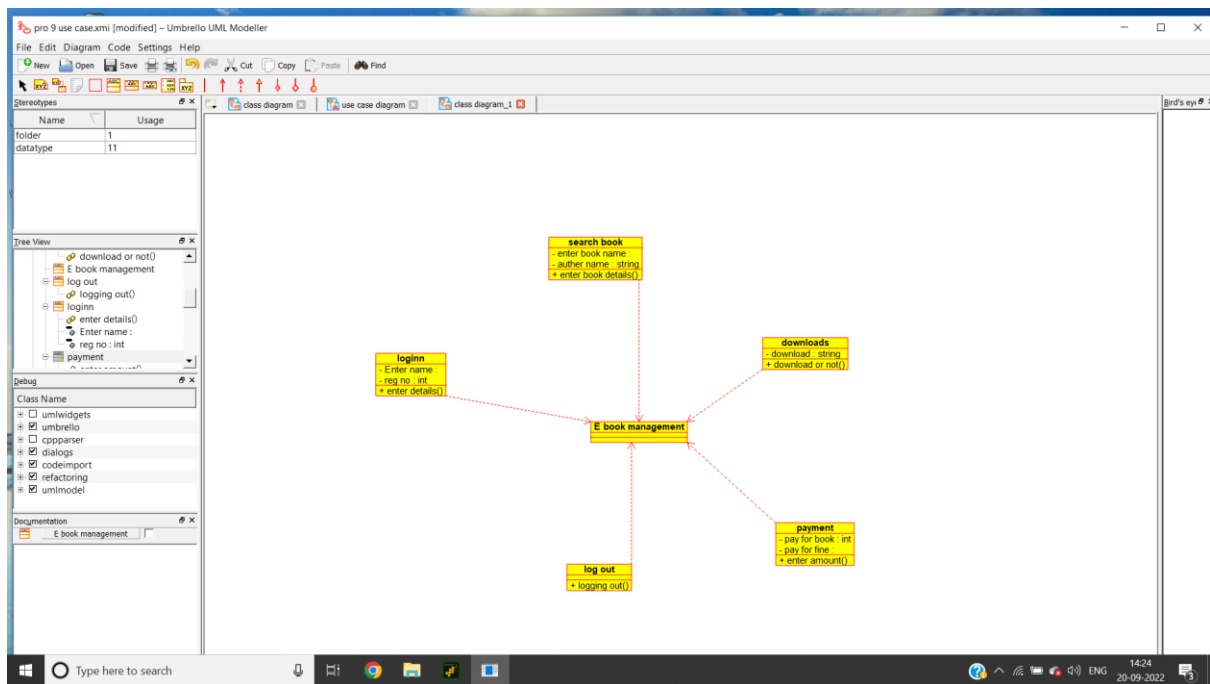 pro 9 use case.xmi [modified] – Umbrello UML Modeller
File Edit Diagram Code Settings Help
New Open Save Cut Copy Paste Find
Stereotypes
Name Usage
folder 1
datatype 11
class diagram use case diagram class diagram_1
Bird's eye
Tree View
download or not()
E book management
log out
logging out()
loginn
enter details()
Enter name :
reg no : int
payment
enter amount()
Debug
Class Name
umlwidgets
umbrello
cppparser
dialogs
codeimport
refactoring
umlmodel
Documentation
E book management
search book
- enter book name :
- auther name : string
+ enter book details()
loginn
- Enter name :
- reg no : int
+ enter details()
downloads
- download : string
+ download or not()
E book management
payment
- pay for book : int
- pay for fine :
+ enter amount()
log out
+ logging out()
Type here to search
ENG
14:24
20-09-2022
3